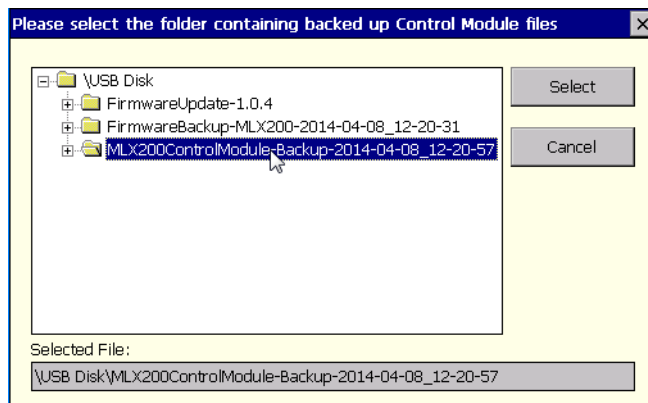 Please select the folder containing backed up Control Module files
\USB Disk
Select
FirmwareUpdate-1.0.4
FirmwareBackup-MLX200-2014-04-08_12-20-31
MLX200ControlModule-Backup-2014-04-08_12-20-57
Cancel
Selected File:
\USB Disk\MLX200ControlModule-Backup-2014-04-08_12-20-57